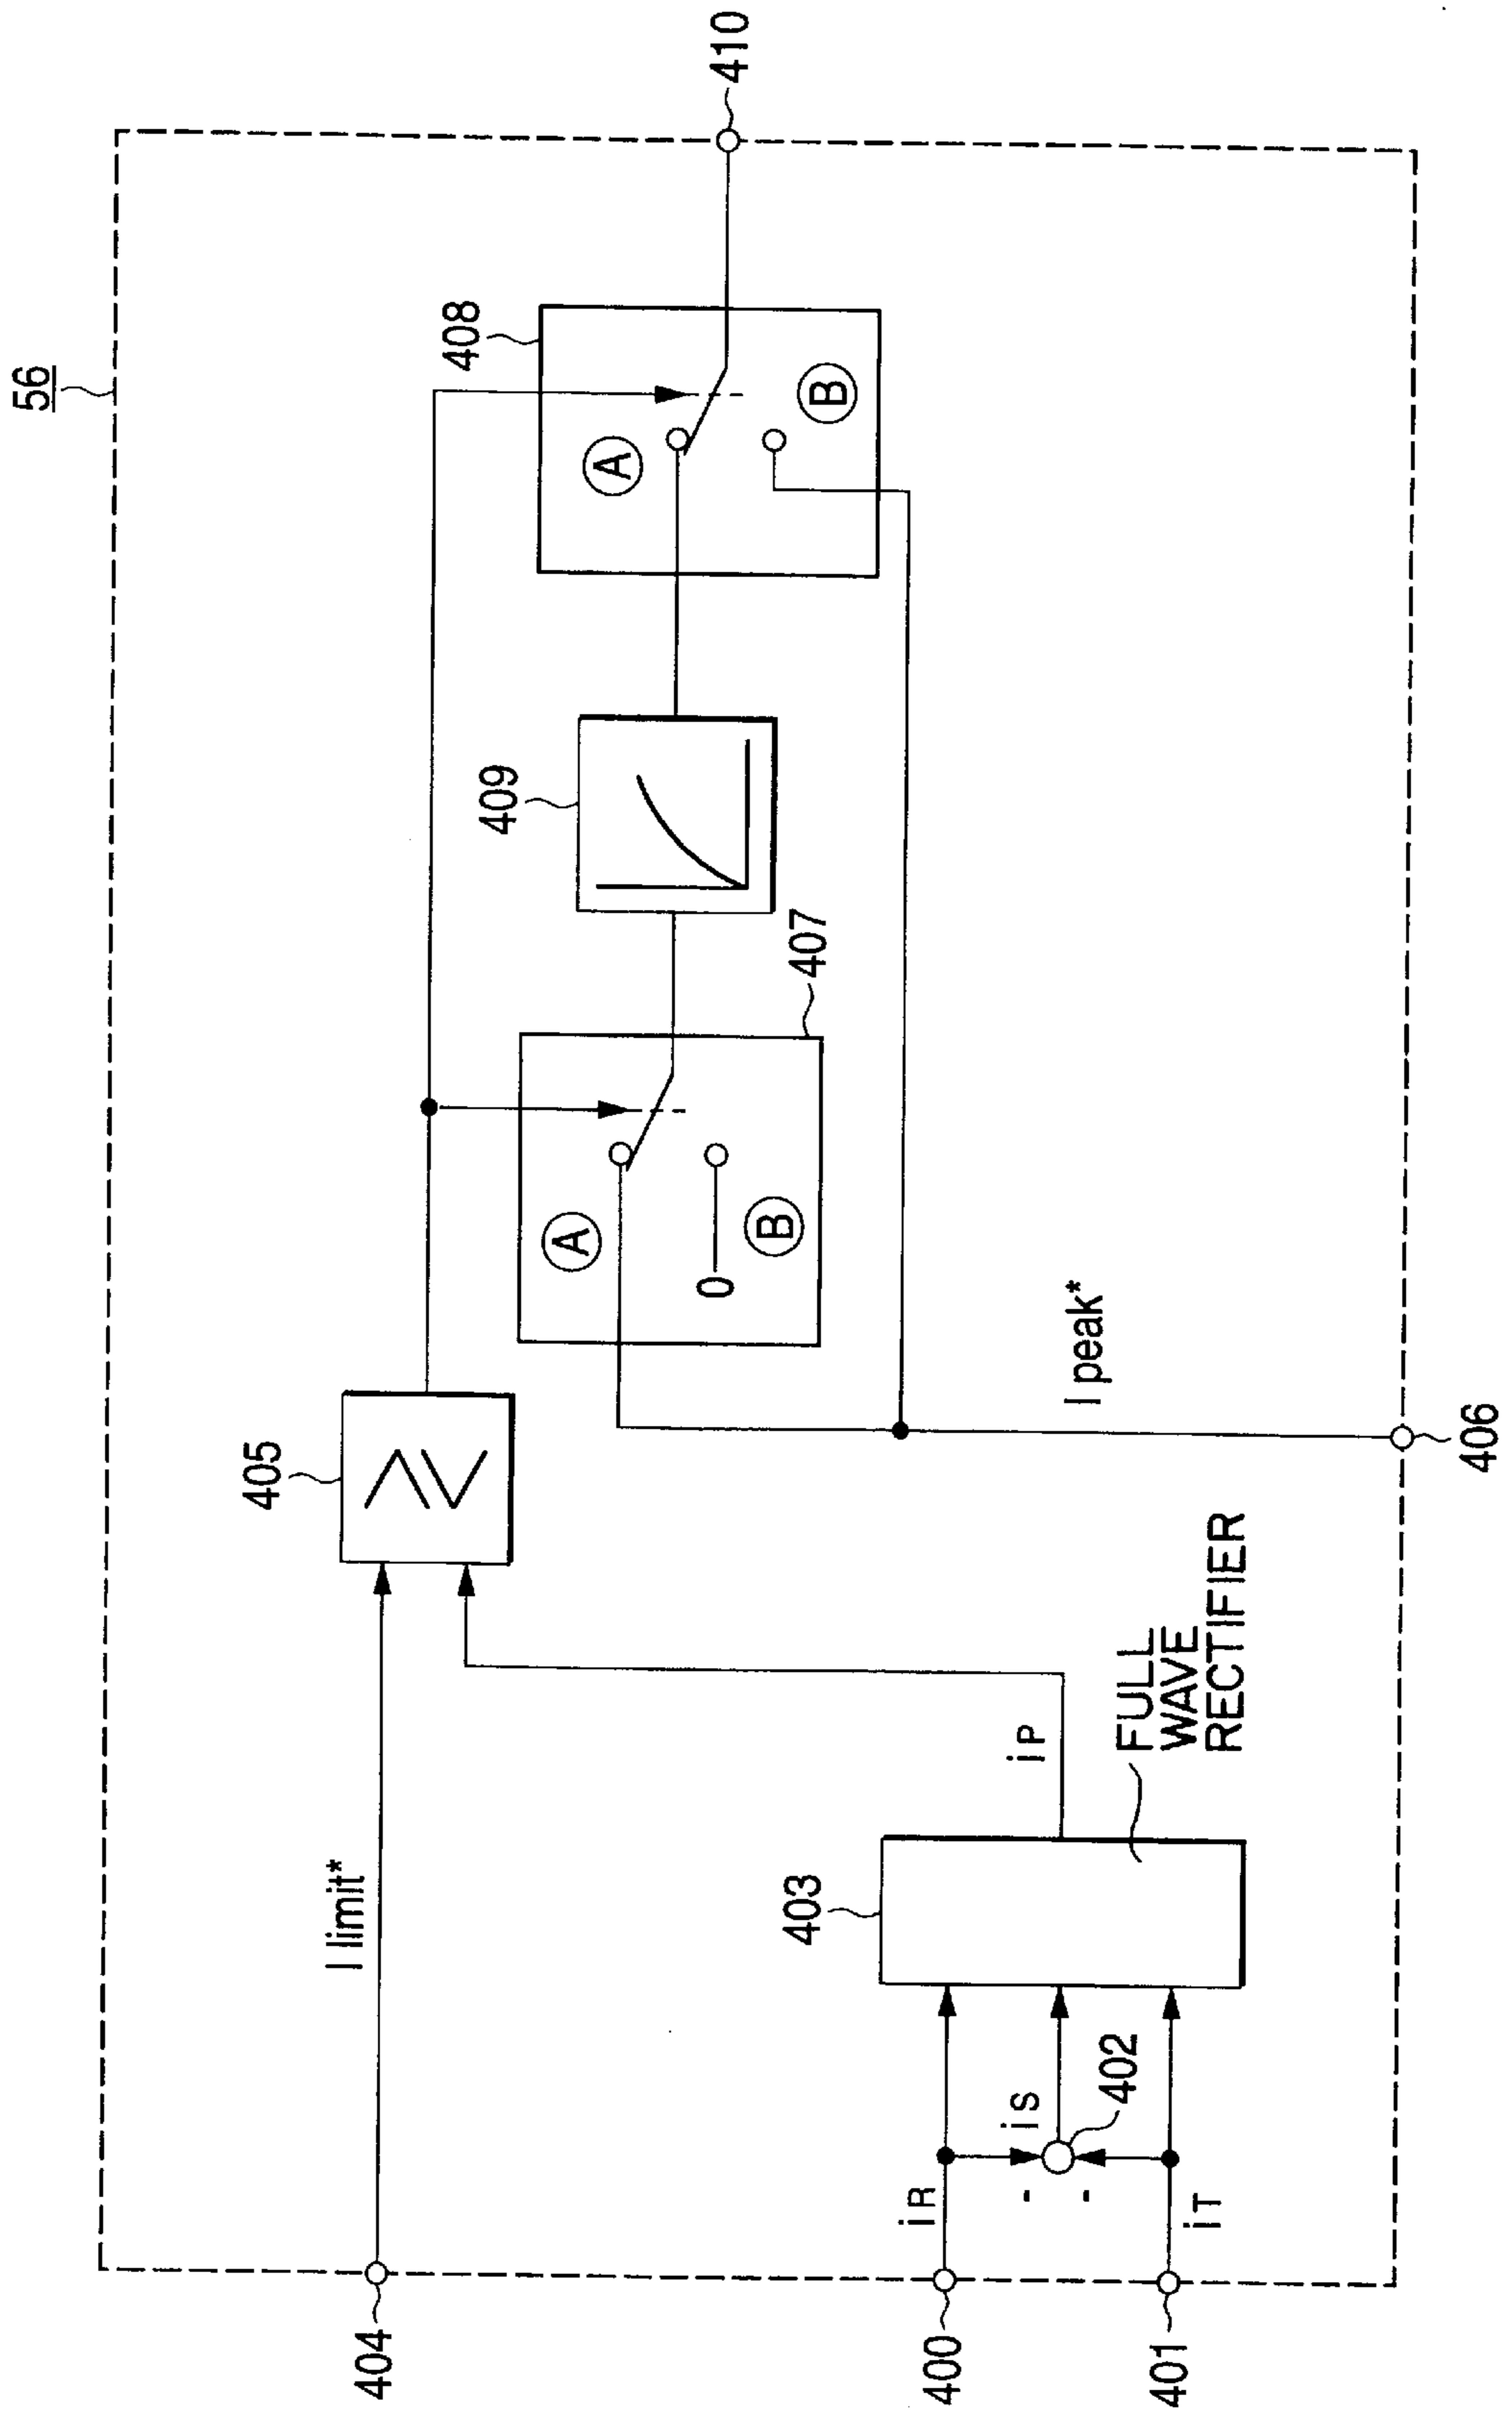 56
404
I limit*
405
408
A
B
410
409
407
A
0
B
400
iR
401
iT
iS
402
403
iP
FULL
WAVE
RECTIFIER
I peak*
406
-
-